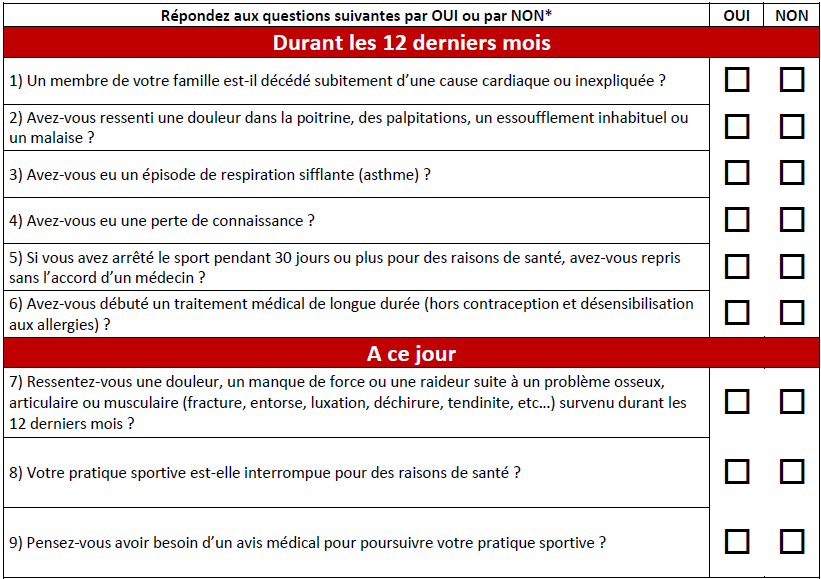 Répondez aux questions suivantes par OUI ou par NON* OUI NON
Durant les 12 derniers mois
1) Un membre de votre famille est-il décédé subitement d’une cause cardiaque ou inexpliquée ?
2) Avez-vous ressenti une douleur dans la poitrine, des palpitations, un essoufflement inhabituel ou
un malaise ?
3) Avez-vous eu un épisode de respiration sifflante (asthme) ?
4) Avez-vous eu une perte de connaissance ?
5) Si vous avez arrêté le sport pendant 30 jours ou plus pour des raisons de santé, avez-vous repris
sans l’accord d’un médecin ?
6) Avez-vous débuté un traitement médical de longue durée (hors contraception et désensibilisation
aux allergies) ?
A ce jour
7) Ressentez-vous une douleur, un manque de force ou une raideur suite à un problème osseux,
articulaire ou musculaire (fracture, entorse, luxation, déchirure, tendinite, etc…) survenu durant les
12 derniers mois ?
8) Votre pratique sportive est-elle interrompue pour des raisons de santé ?
9) Pensez-vous avoir besoin d’un avis médical pour poursuivre votre pratique sportive ?